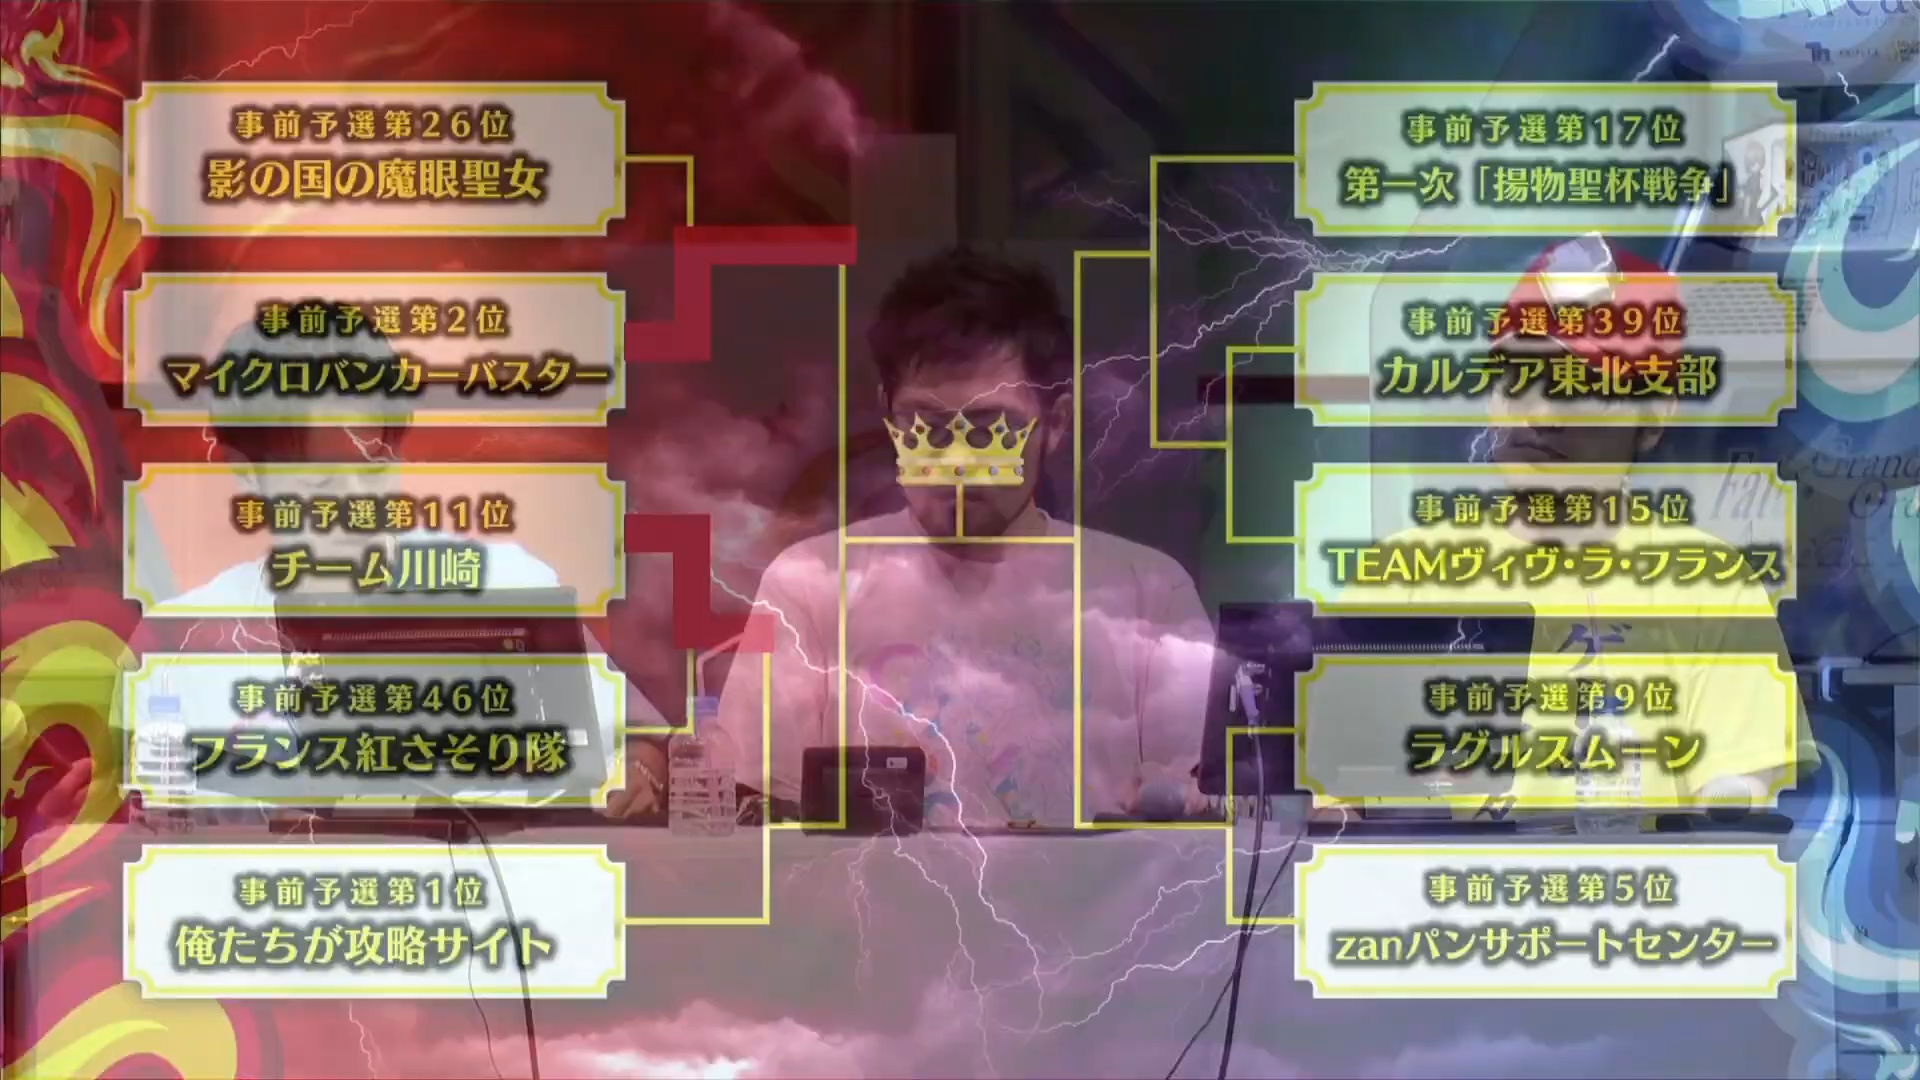 事前予選第26位
影の国の魔眼聖女
事前予選第2位
マイクロバンカーバスター
事前予選第11位
チーム川崎
事前予選第46位
フランス紅さそり隊
事前予選第1位
俺たちが攻略サイト
事前予選第17位
第一次「揚物聖杯戦争」
事前予選第39位
カルデア東北支部
事前予選第15位
TEAMヴィヴ・ラ・フランス
事前予選第9位
ラグルスムーン
事前予選第5位
zanパンサポートセンター